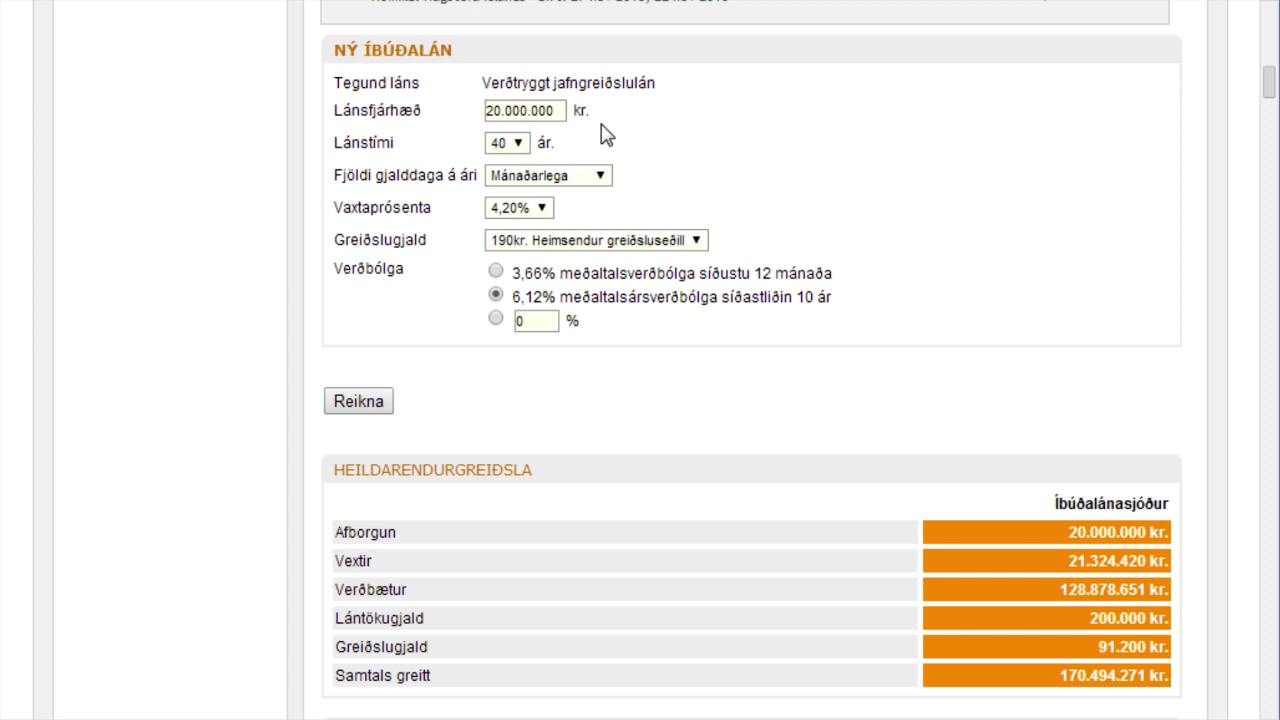 NÝ ÍBÚÐALÁN
Tegund láns Verðtryggt jafngreiðslulán
Lánsfjárhæð 20.000.000 kr.
Lánstími 40 ár.
Fjöldi gjalddaga á ári Mánaðarlega
Vaxtaprósenta 4,20%
Greiðslugjald 190kr. Heimsendur greiðsluseðill
Verðbólga 3,66% meðaltalsverðbólga síðustu 12 mánaða
6,12% meðaltalsársverðbólga síðastliðin 10 ár
0 %
Reikna
HEILDARENDURGREIÐSLA
Íbúðalánasjóður
Afborgun 20.000.000 kr.
Vextir 21.324.420 kr.
Verðbætur 128.878.651 kr.
Lántökugjald 200.000 kr.
Greiðslugjald 91.200 kr.
Samtals greitt 170.494.271 kr.